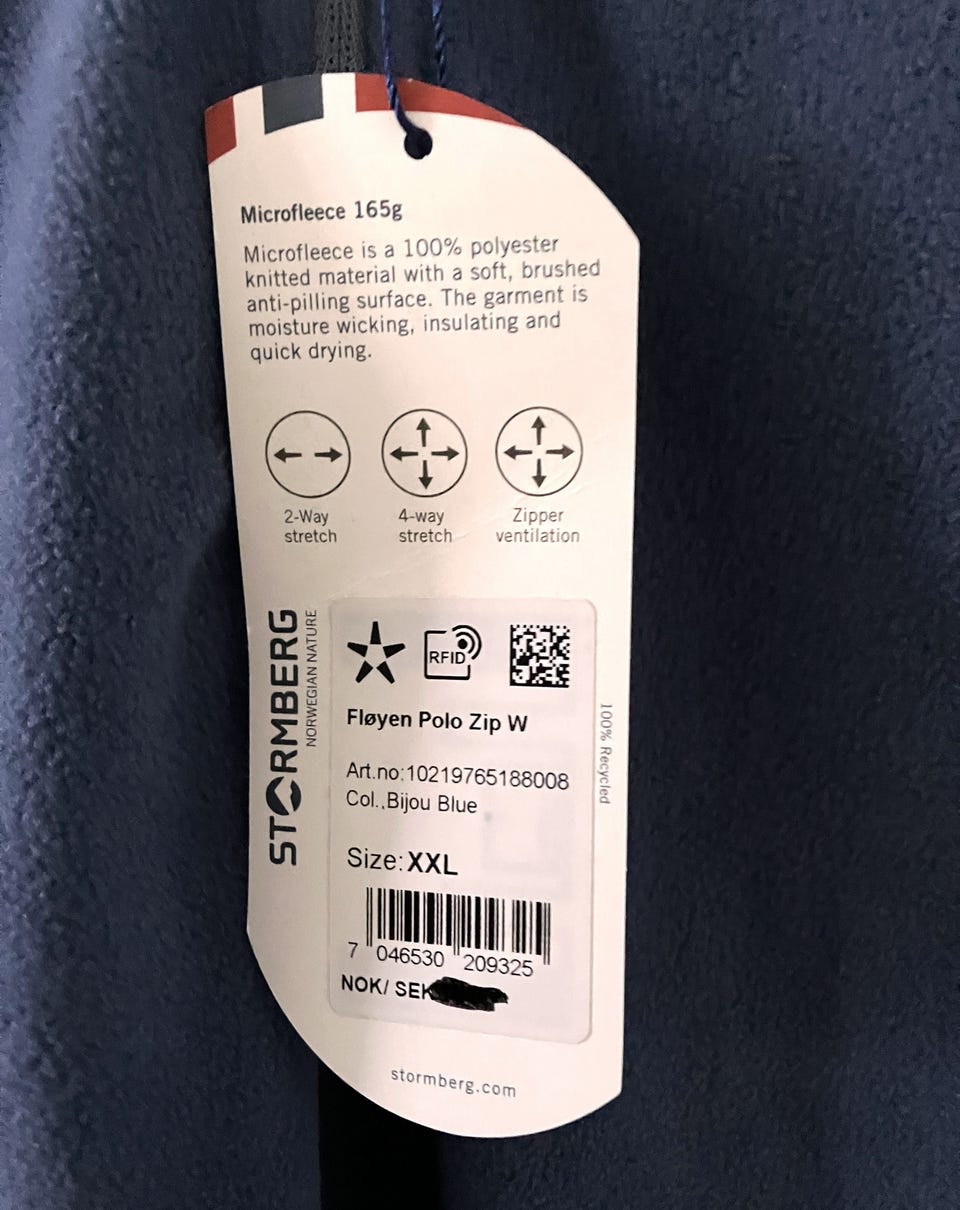 Microfleece 165g
Microfleece is a 100% polyester
knitted material with a soft, brushed
anti-pilling surface. The garment is
moisture wicking, insulating and
quick drying.
2-Way
stretch
4-way
stretch
Zipper
ventilation
STORMBERG
NORWEGIAN NATURE
RFID
Fløyen Polo Zip W
Art.no:10219765188008
Col.,Bijou Blue
Size:XXL
7 046530 209325
NOK/ SEK
100% Recycled
stormberg.com